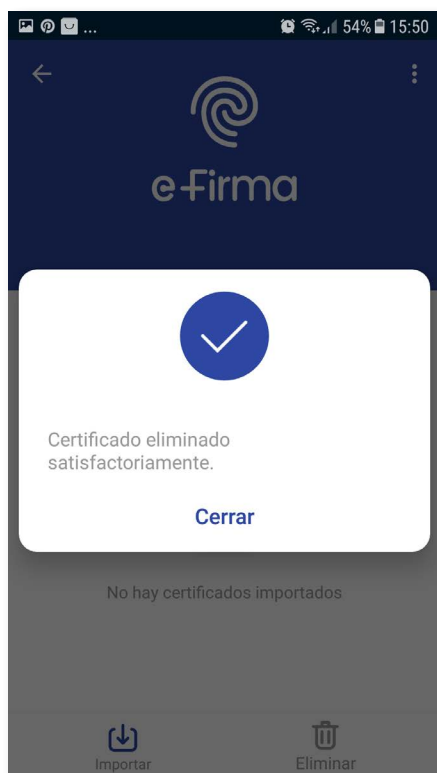 ... 54% 15:50
e-Firma
Certificado eliminado
satisfactoriamente.
Cerrar
No hay certificados importados
Importar Eliminar